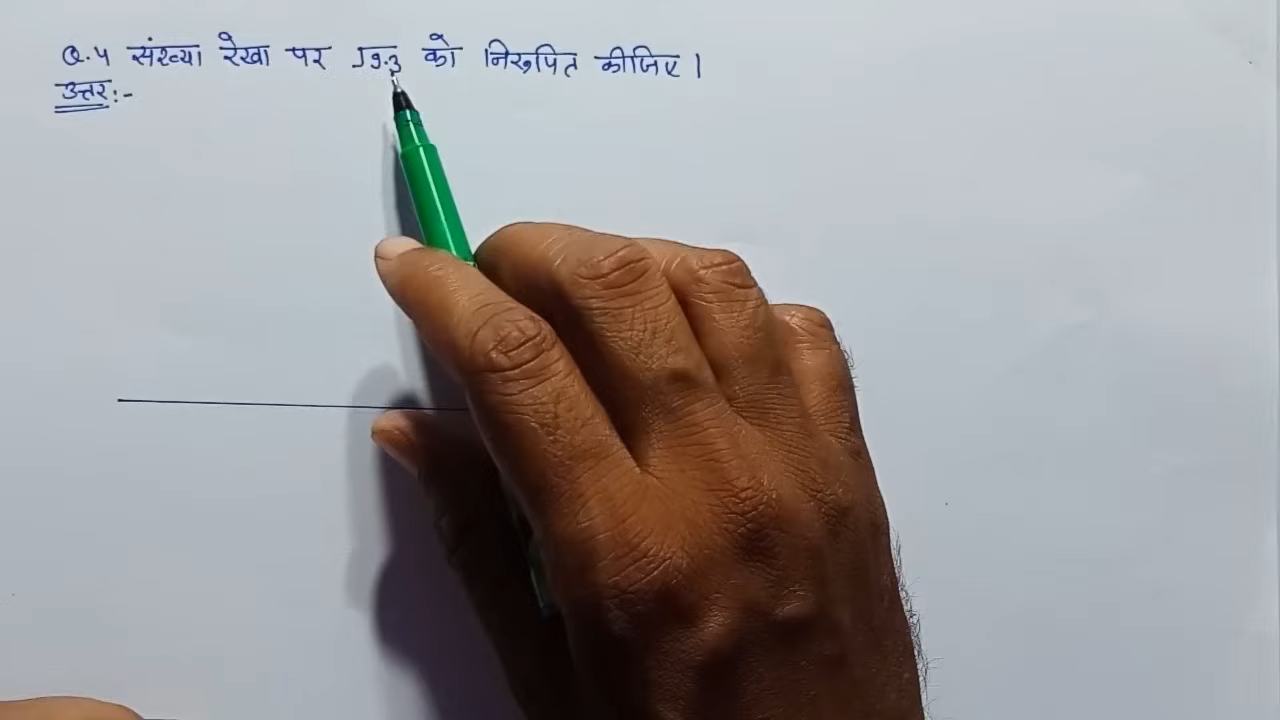 Q.4 संख्या रेखा पर √9.3 को निरूपित कीजिए ।
उत्तर:-